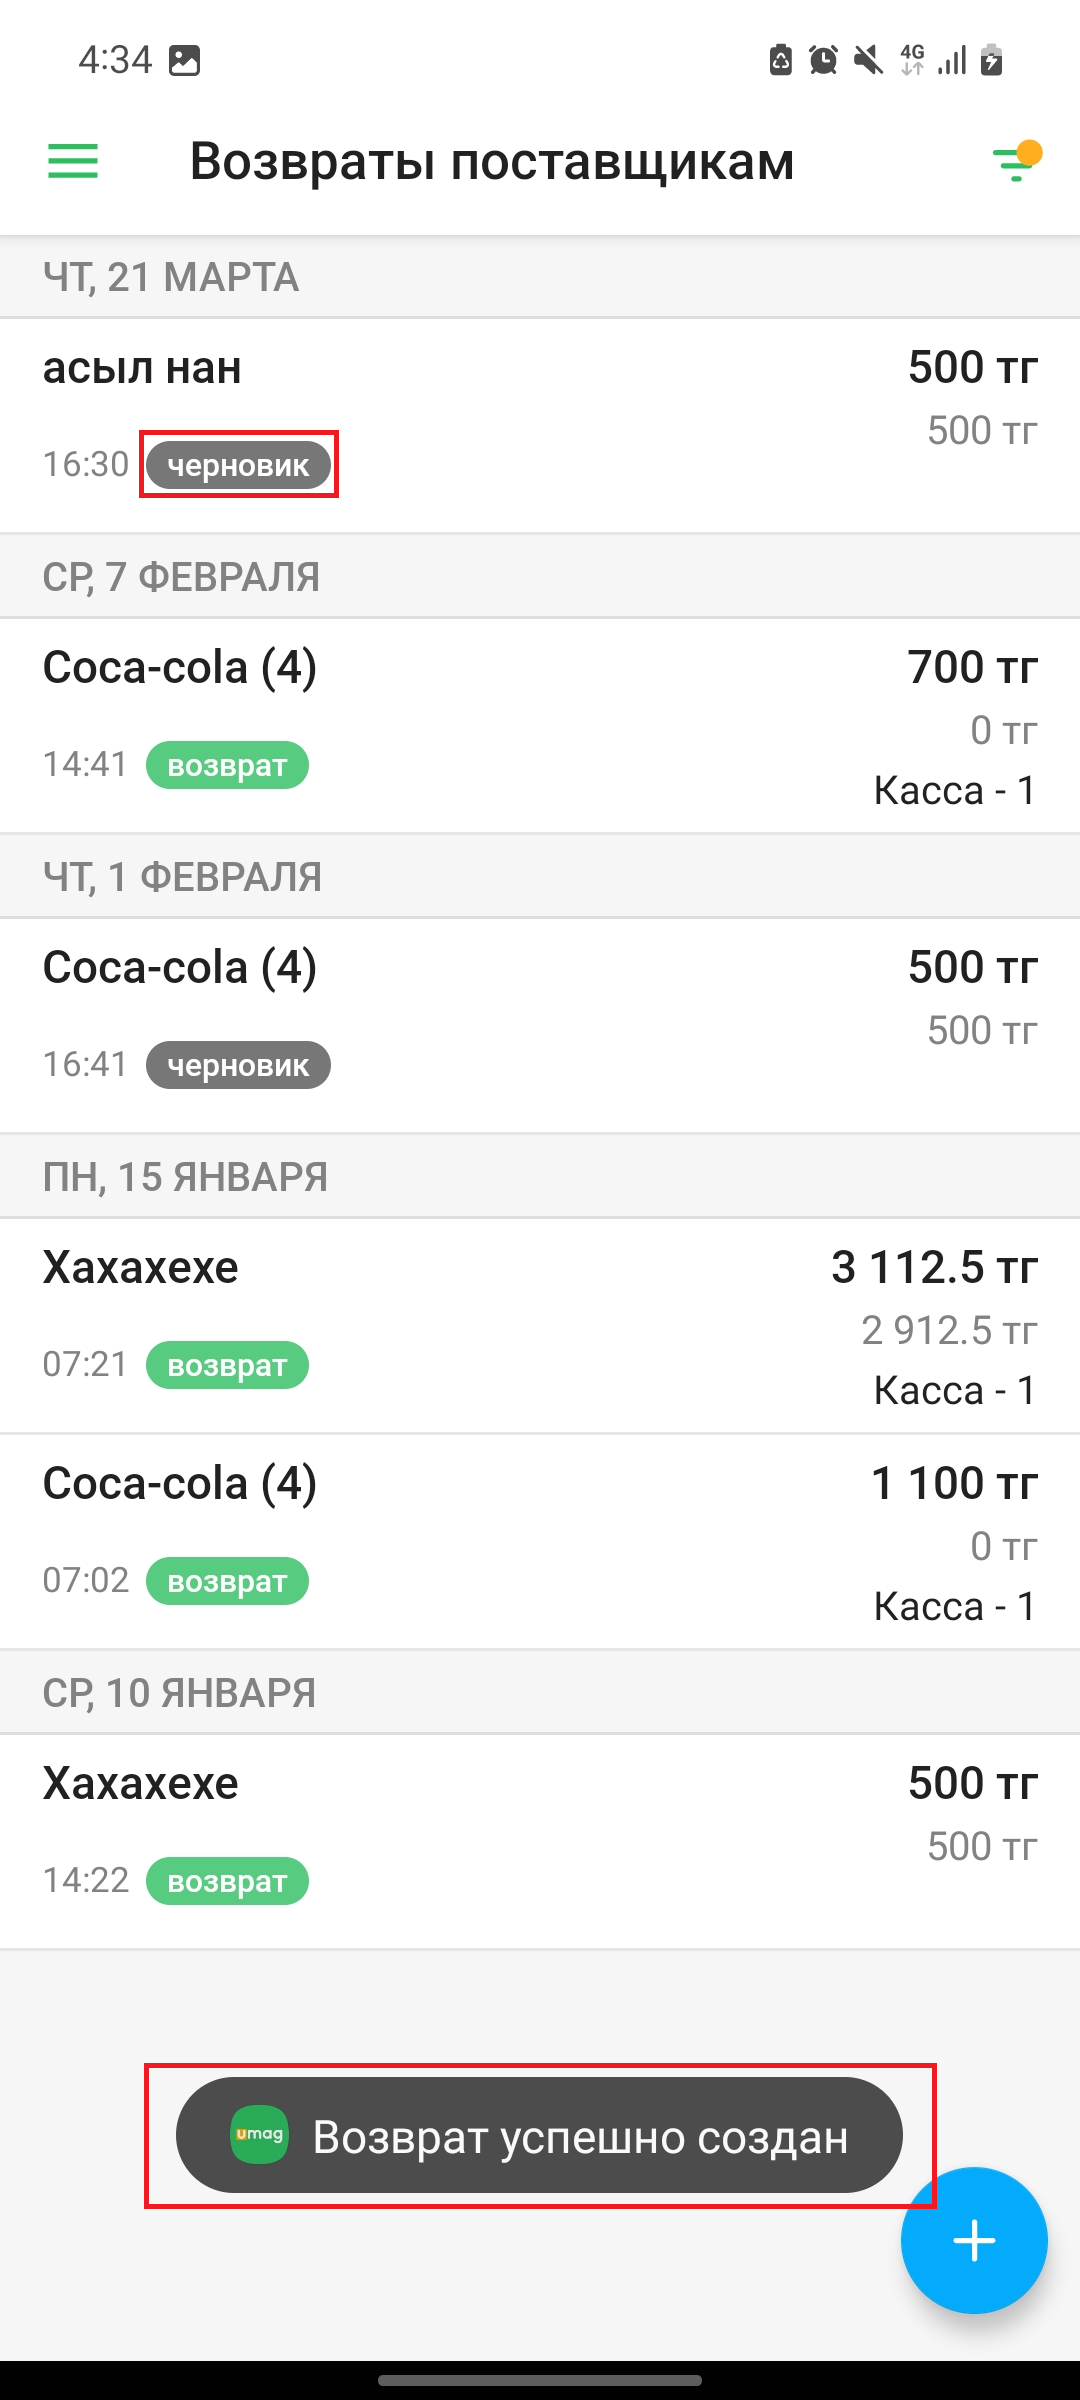 4:34
4G
Возвраты поставщикам
ЧТ, 21 МАРТА
асыл нан
500 тг
500 тг
16:30 черновик
СР, 7 ФЕВРАЛЯ
Coca-cola (4)
700 тг
0 тг
14:41 возврат
Касса - 1
ЧТ, 1 ФЕВРАЛЯ
Coca-cola (4)
500 тг
500 тг
16:41 черновик
ПН, 15 ЯНВАРЯ
Хахахехе
3 112.5 тг
2 912.5 тг
07:21 возврат
Касса - 1
Coca-cola (4)
1 100 тг
0 тг
07:02 возврат
Касса - 1
СР, 10 ЯНВАРЯ
Хахахехе
500 тг
500 тг
14:22 возврат
umag Возврат успешно создан